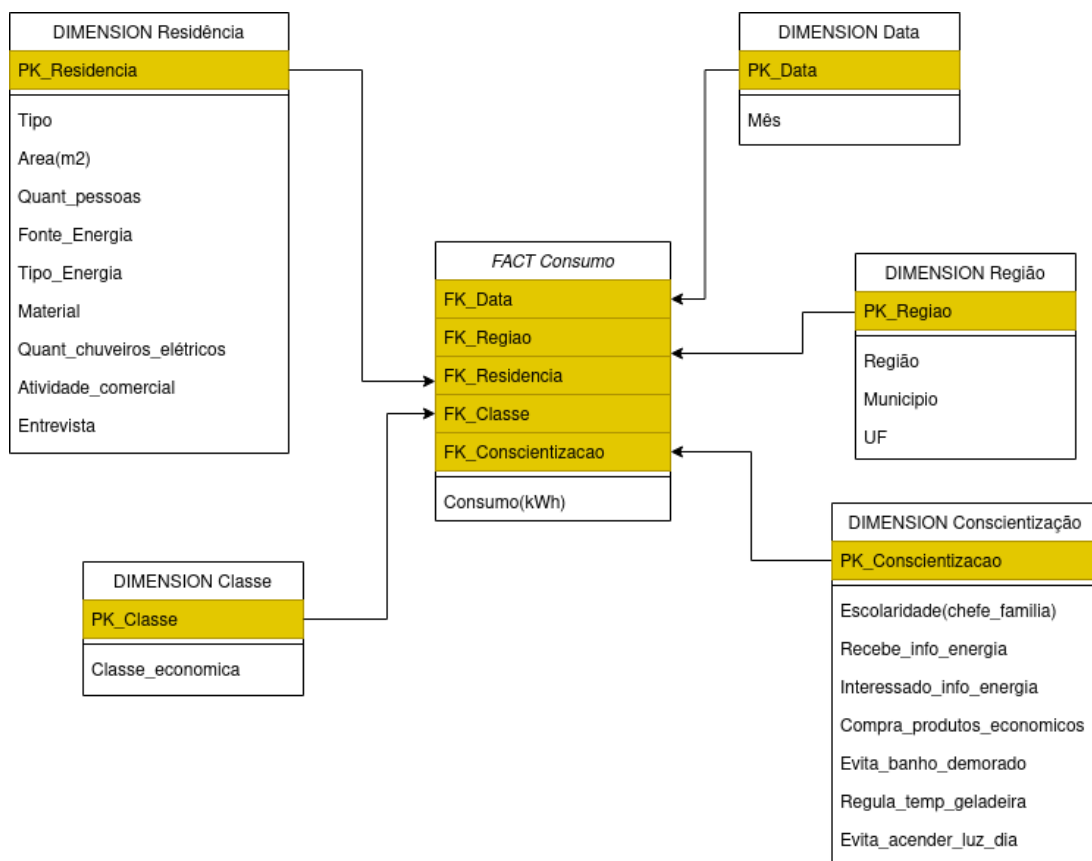 DIMENSION Residência
PK_Residencia
Tipo
Area(m2)
Quant_pessoas
Fonte_Energia
Tipo_Energia
Material
Quant_chuveiros_elétricos
Atividade_comercial
Entrevista
DIMENSION Data
PK_Data
Mês
FACT Consumo
FK_Data
FK_Regiao
FK_Residencia
FK_Classe
FK_Conscientizacao
Consumo(kWh)
DIMENSION Região
PK_Regiao
Região
Municipio
UF
DIMENSION Classe
PK_Classe
Classe_economica
DIMENSION Conscientização
PK_Conscientizacao
Escolaridade(chefe_familia)
Recebe_info_energia
Interessado_info_energia
Compra_produtos_economicos
Evita_banho_demorado
Regula_temp_geladeira
Evita_acender_luz_dia